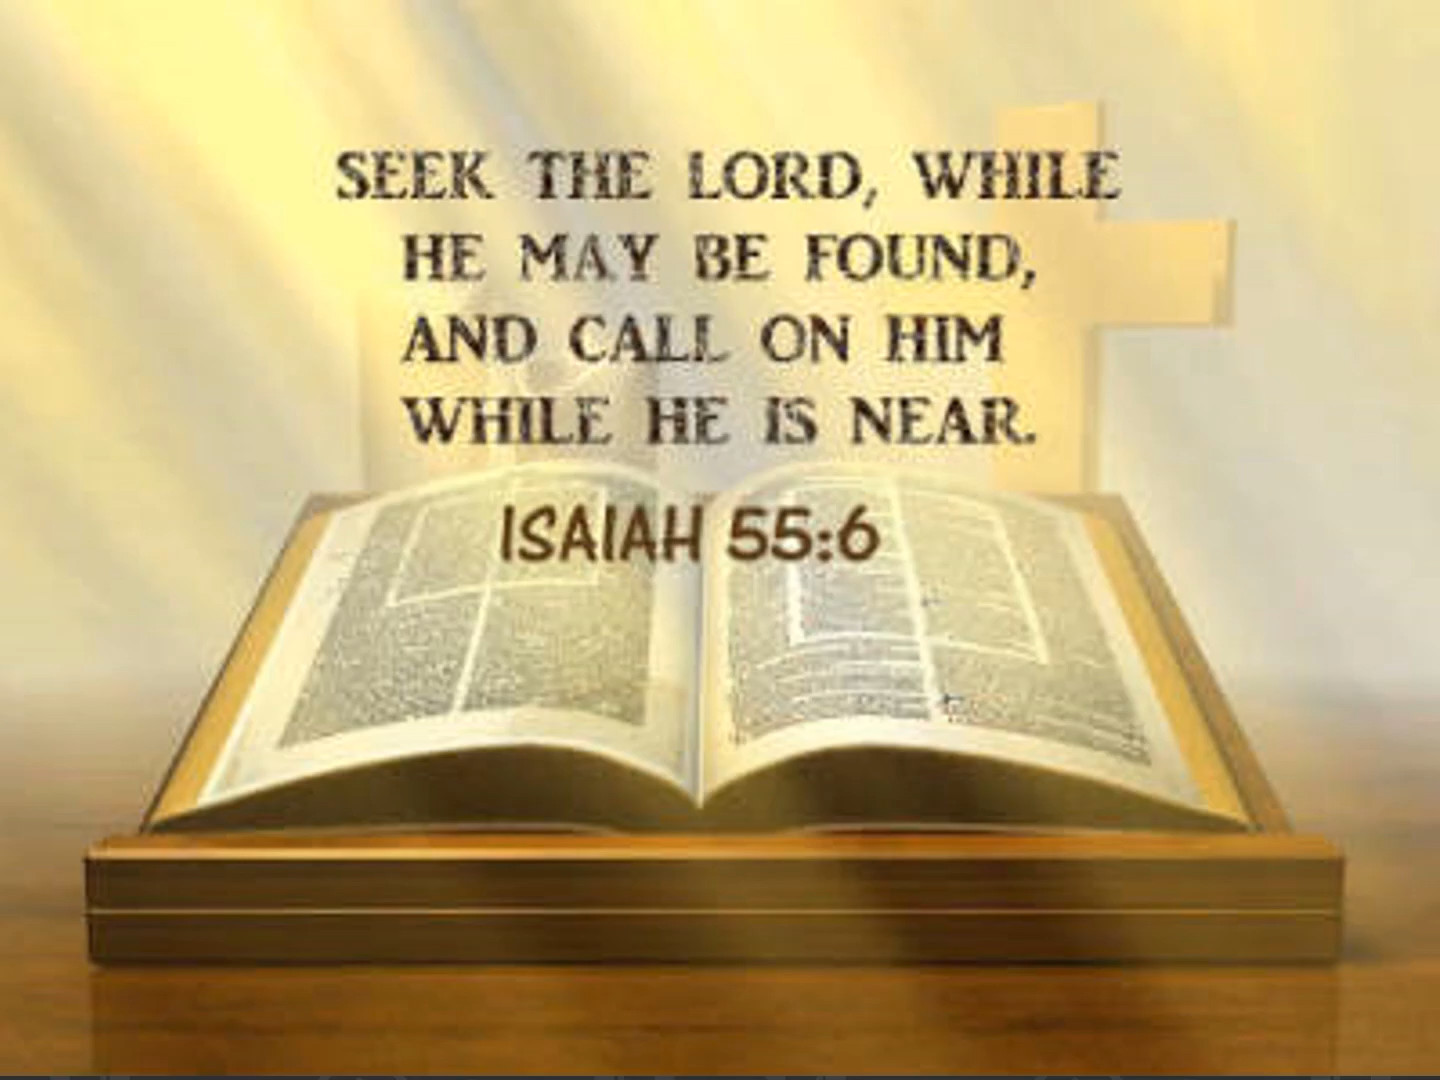 SEEK THE LORD, WHILE
HE MAY BE FOUND,
AND CALL ON HIM
WHILE HE IS NEAR.
ISAIAH 55:6